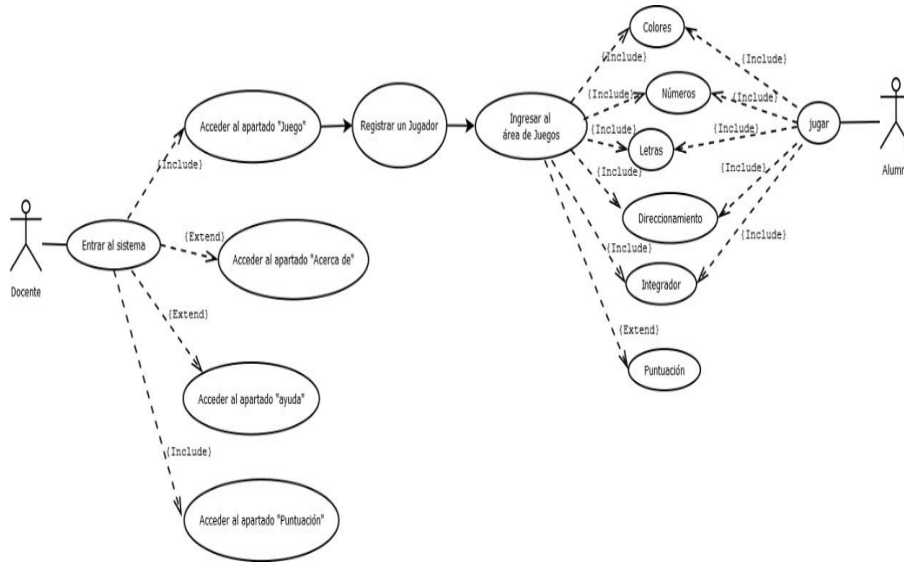 Colores
{Include}
{Include}
Acceder al apartado "Juego"
Registrar un Jugador
Ingresar al
área de Juegos
Números
{Include}
{Include}
jugar
{Include}
{Include}
Letras
{Include}
{Include}
{Include}
Alumn
Direccionamiento
Docente
Entrar al sistema
{Extend}
{Include}
{Include}
Acceder al apartado "Acerca de"
Integrador
{Extend}
{Extend}
Puntuación
Acceder al apartado "ayuda"
{Include}
Acceder al apartado "Puntuación"